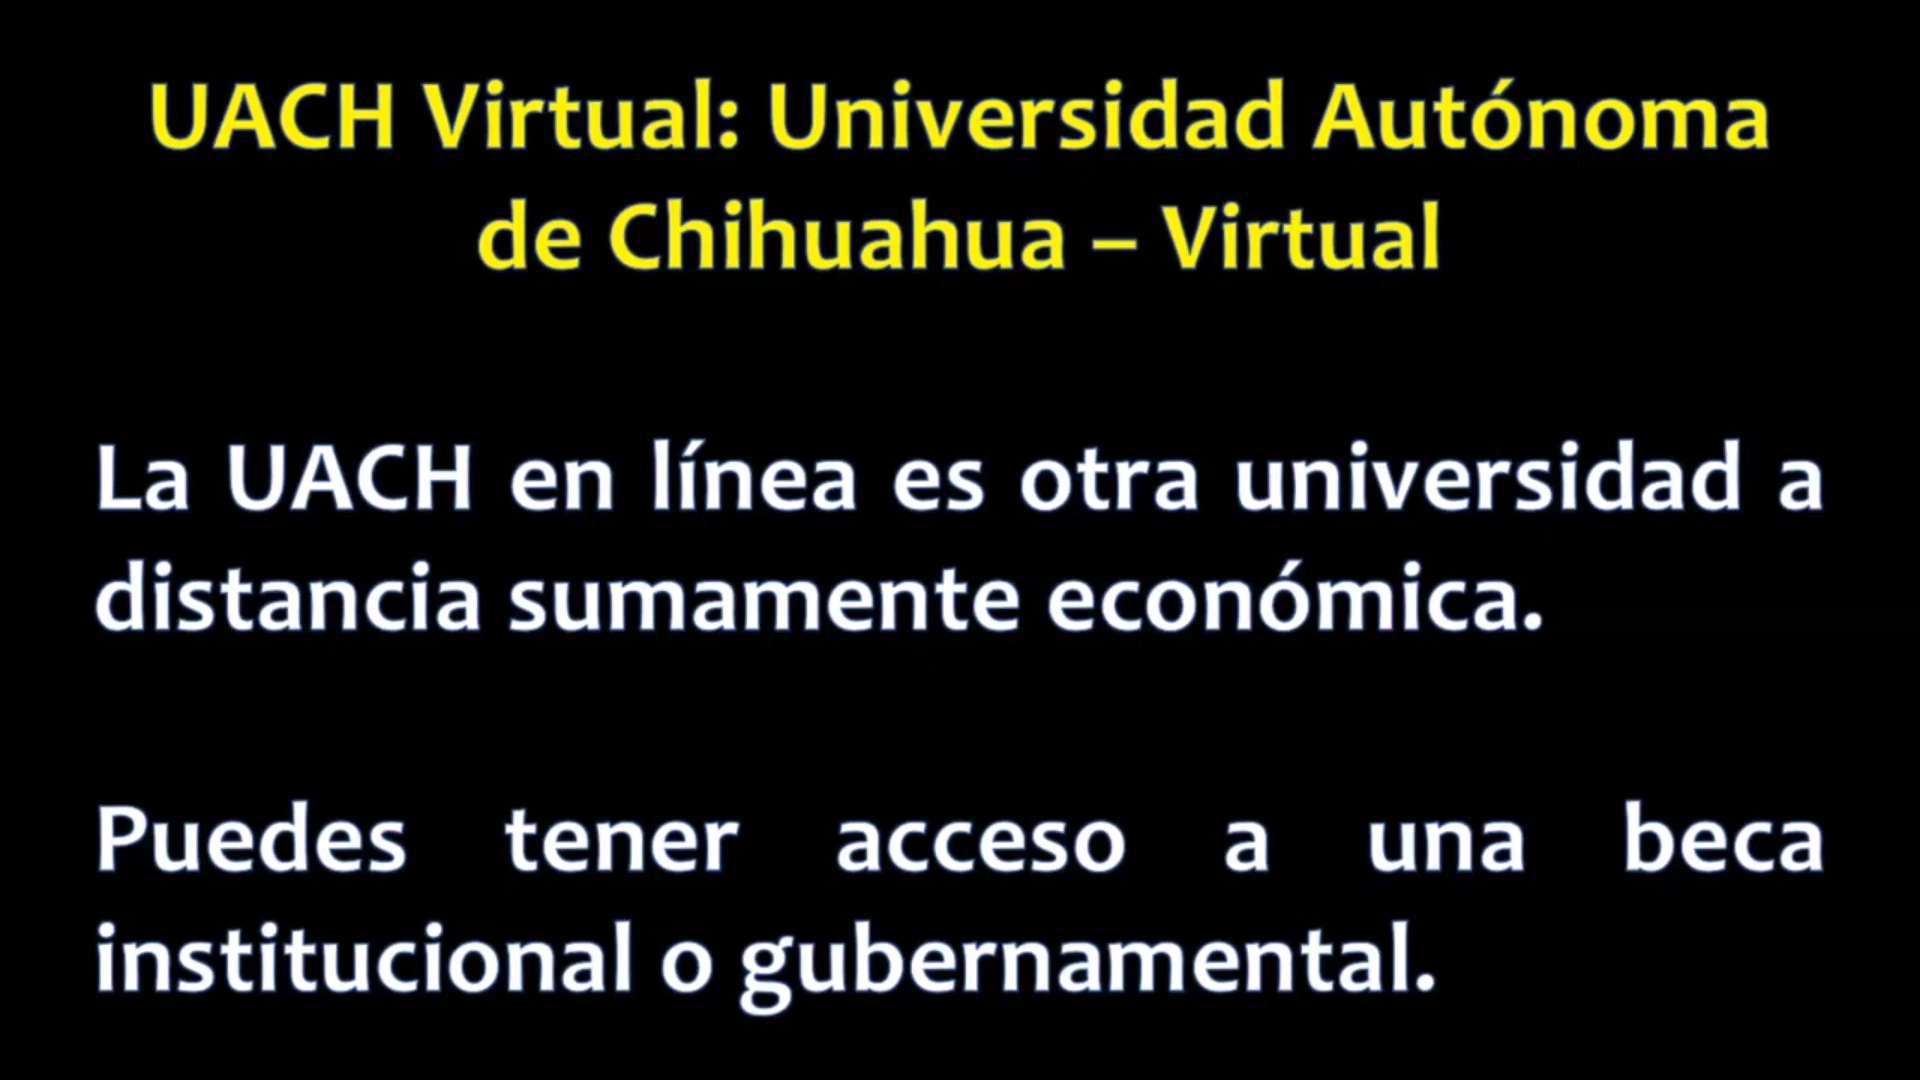 UACH Virtual: Universidad Autónoma
de Chihuahua – Virtual
La UACH en línea es otra universidad a
distancia sumamente económica.
Puedes tener acceso a una beca
institucional o gubernamental.